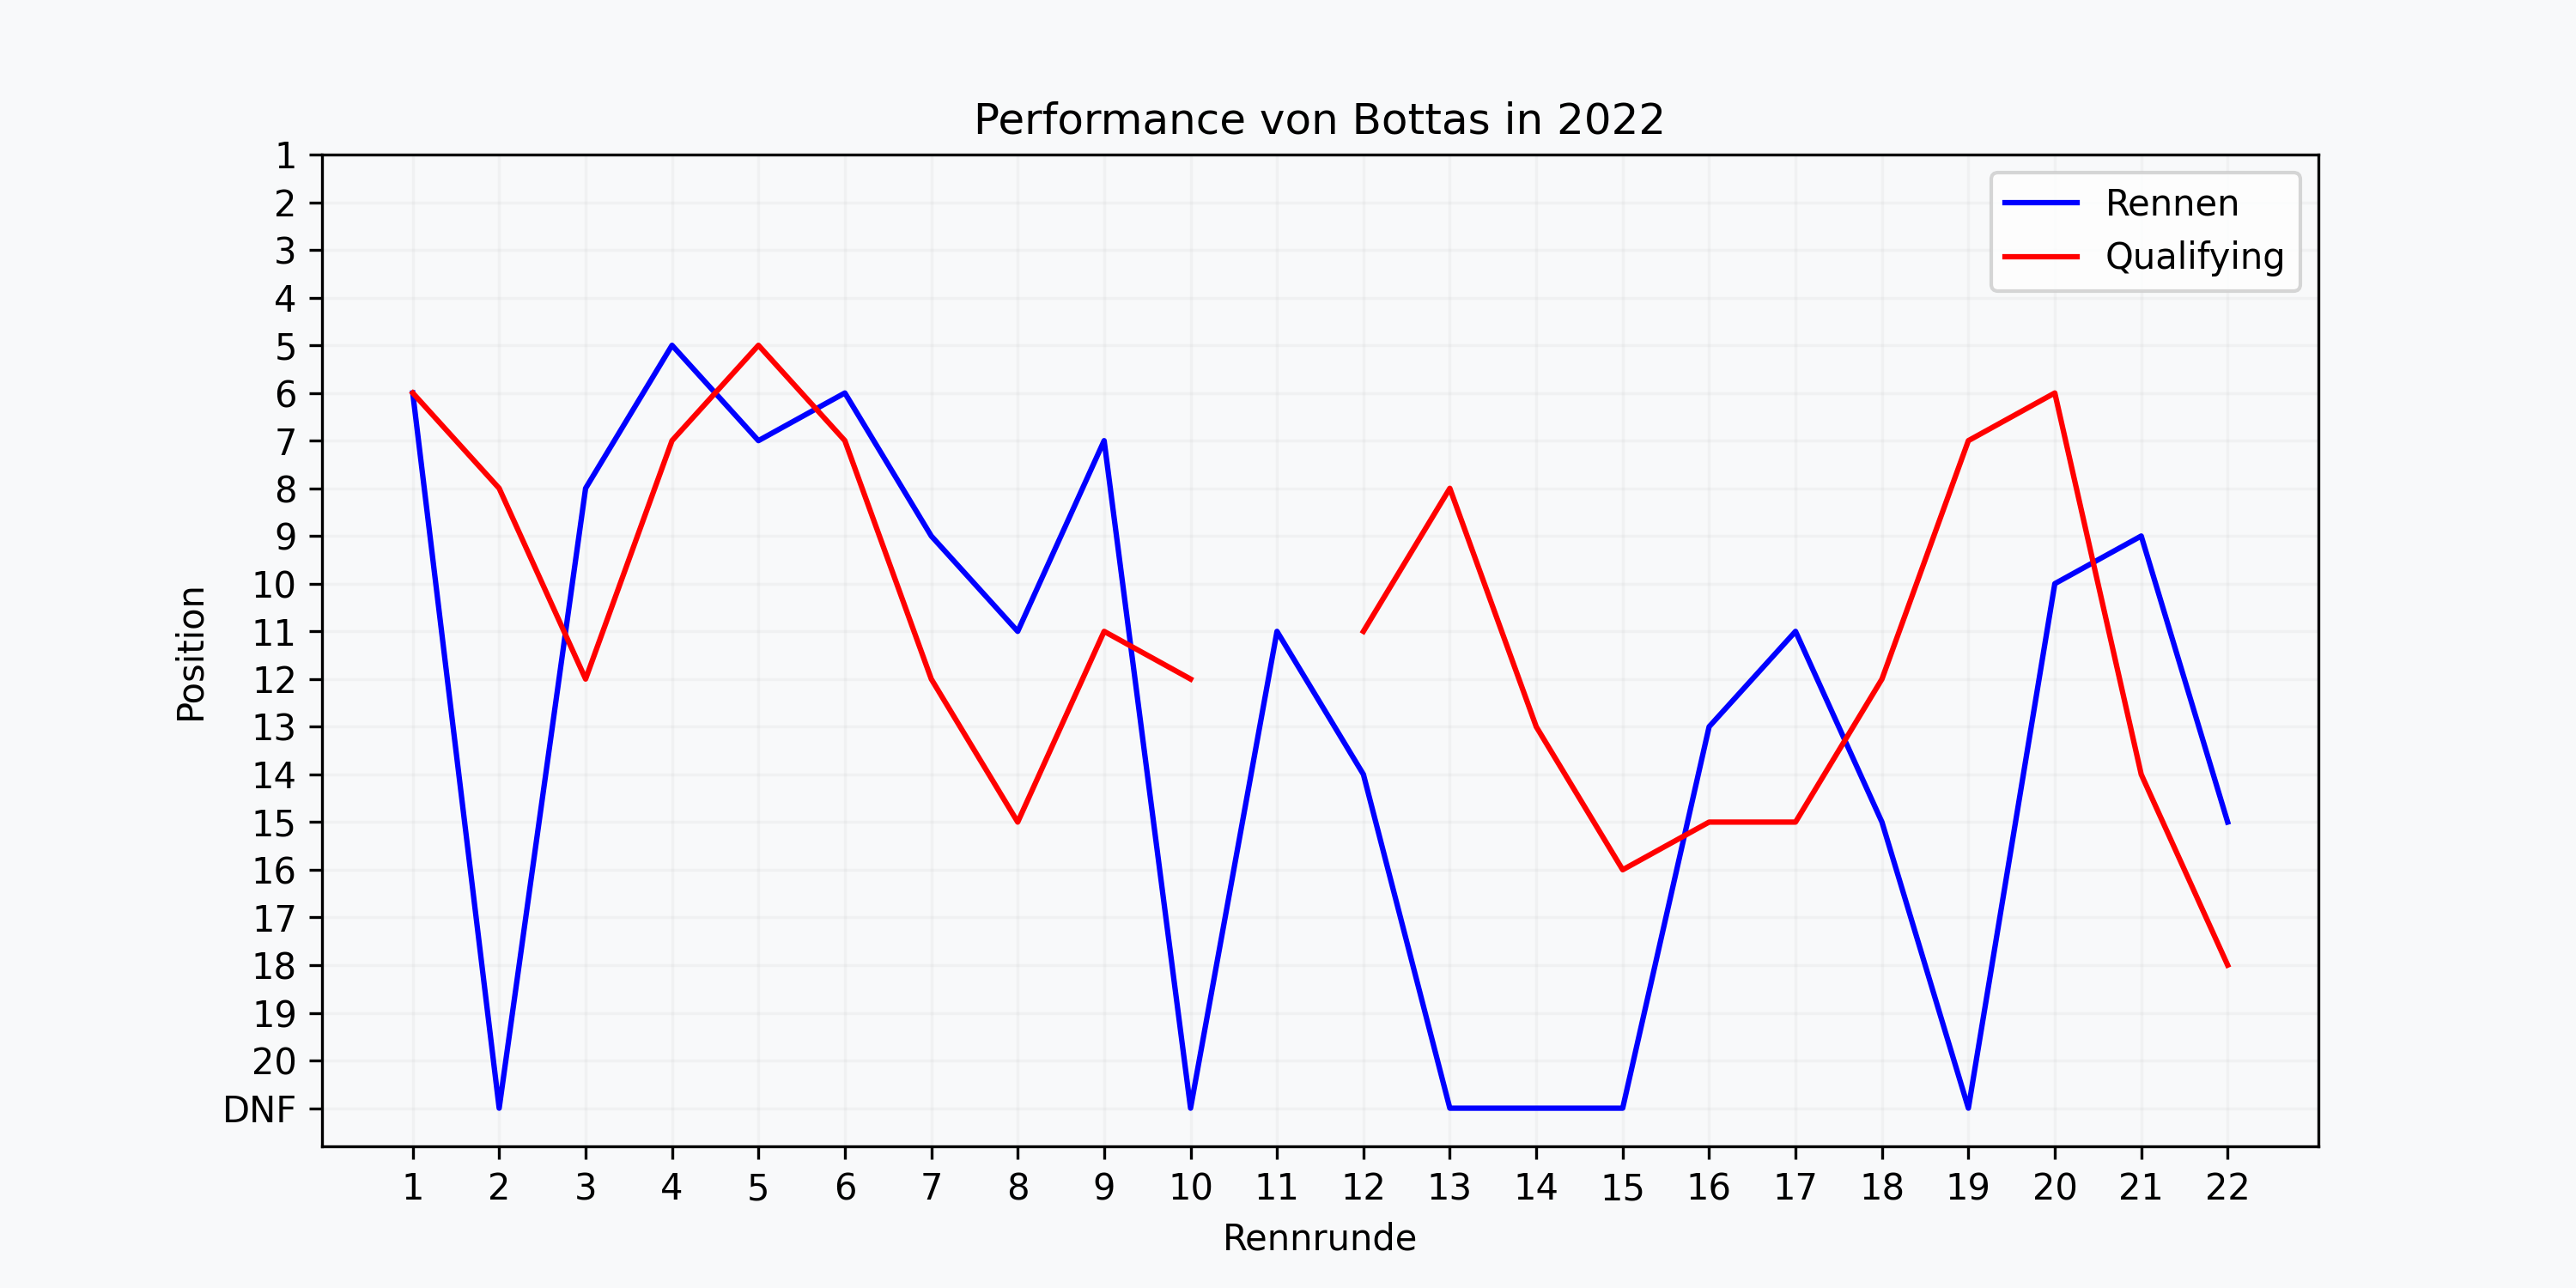 Performance von Bottas in 2022
Rennen
Qualifying
1
2
3
4
5
6
7
8
9
10
11
12
13
14
15
16
17
18
19
20
DNF
Position
1 2 3 4 5 6 7 8 9 10 11 12 13 14 15 16 17 18 19 20 21 22
Rennrunde